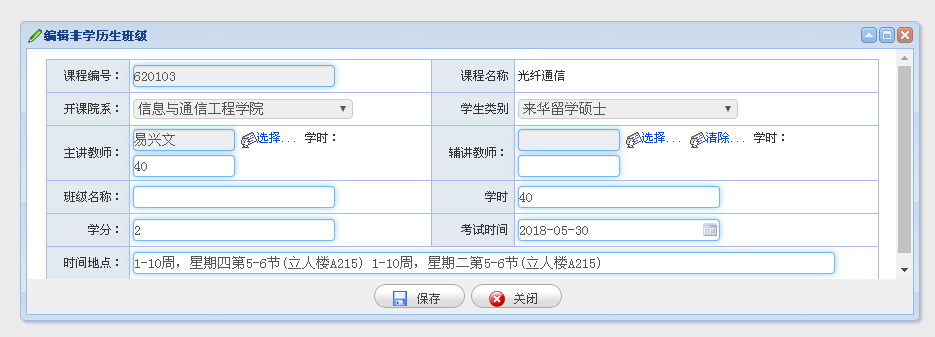 编辑非学历生班级
课程编号： 620103 课程名称 光纤通信
开课院系： 信息与通信工程学院 学生类别 来华留学硕士
主讲教师： 易兴文 选择... 学时： 40 辅讲教师： 选择... 清除... 学时：
班级名称： 学时 40
学分： 2 考试时间 2018-05-30
时间地点： 1-10周, 星期四第5-6节(立人楼A215) 1-10周, 星期二第5-6节(立人楼A215)
保存 关闭